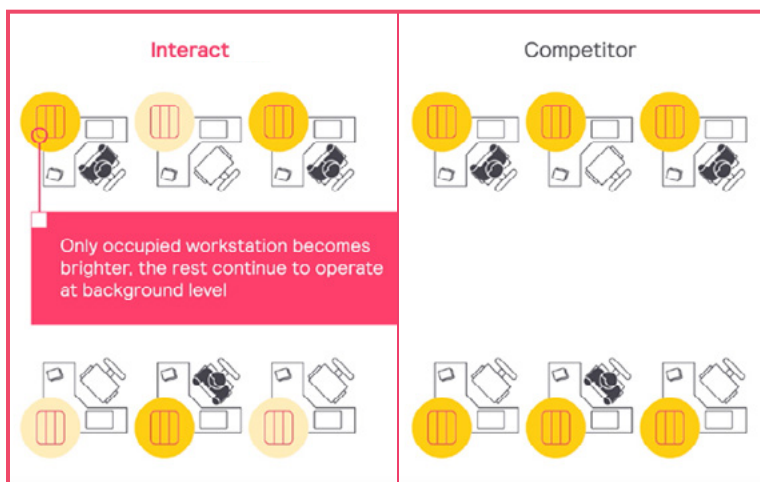 Interact
Competitor
Only occupied workstation becomes
brighter, the rest continue to operate
at background level